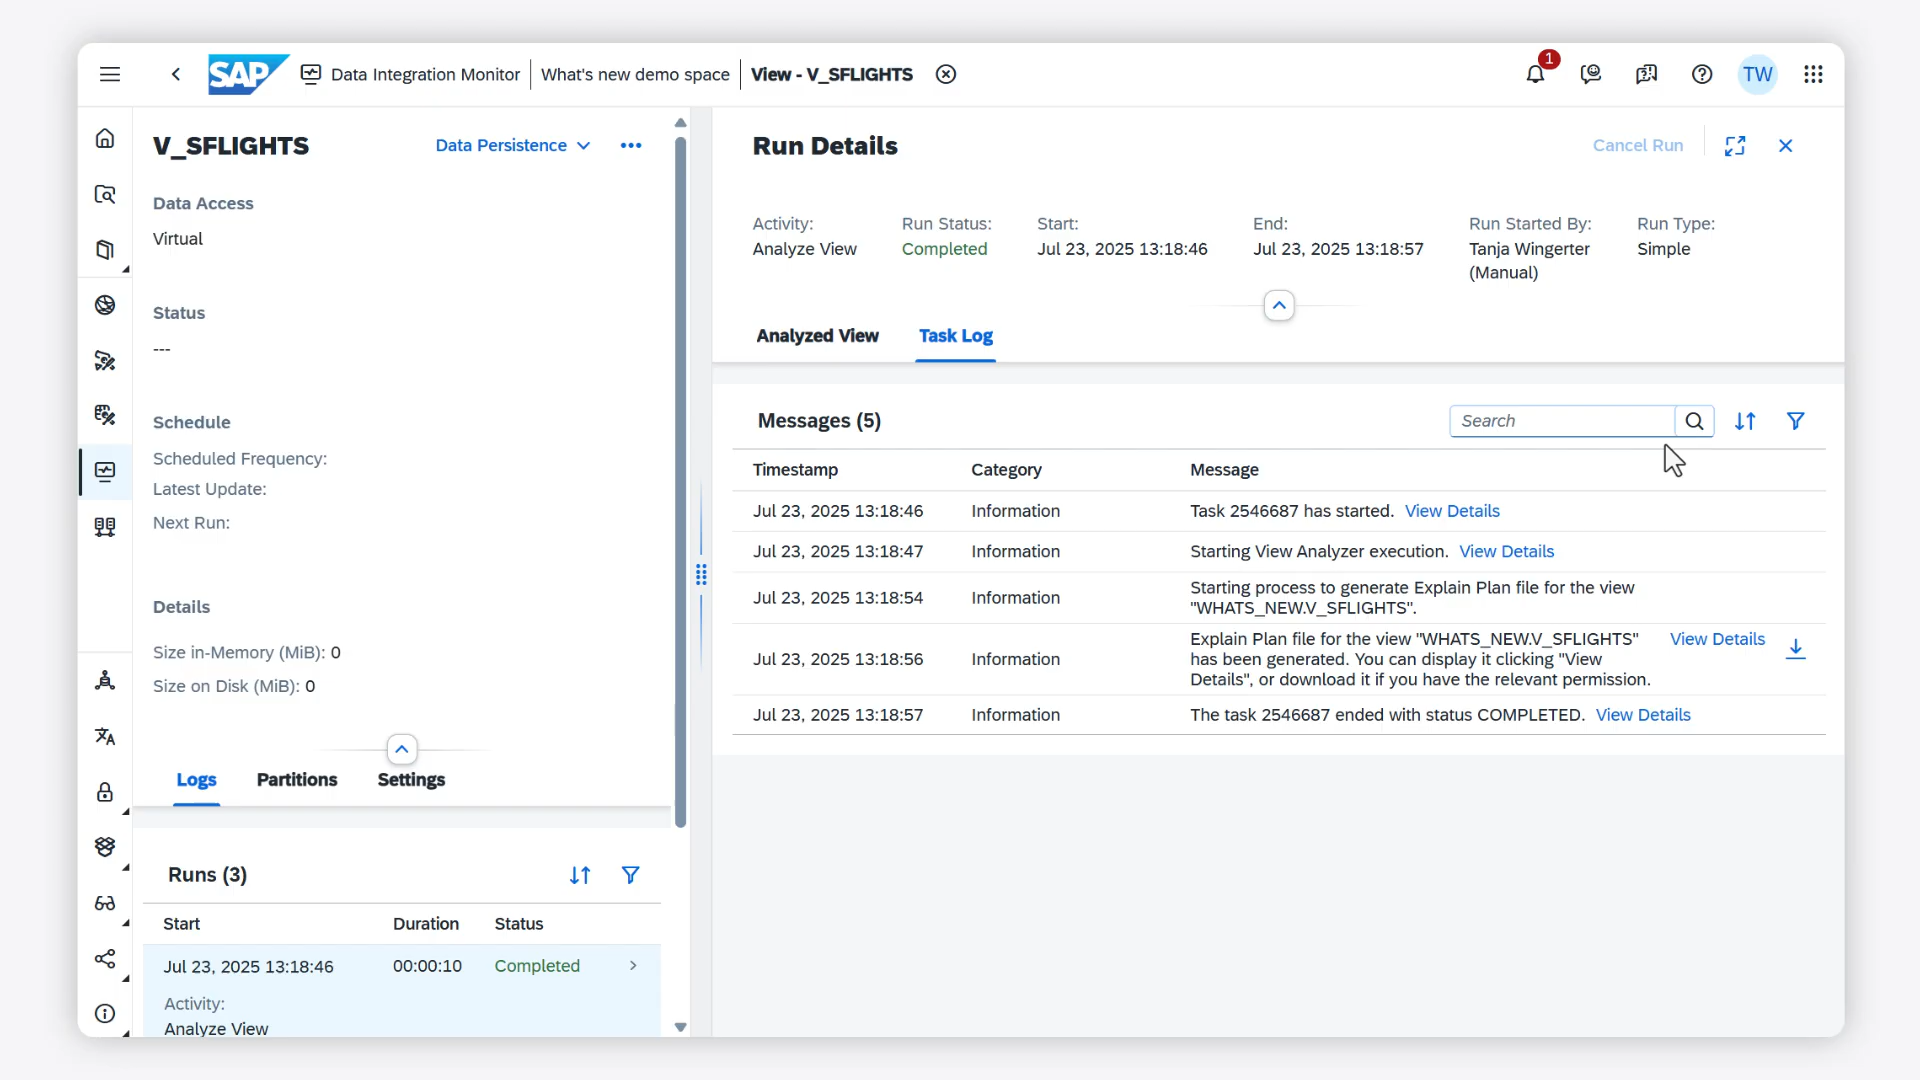 SAP
Data Integration Monitor
What's new demo space
View - V_SFLIGHTS
1
TW
V_SFLIGHTS
Data Persistence
Data Access
Virtual
Status
---
Schedule
Scheduled Frequency:
Latest Update:
Next Run:
Details
Size in-Memory (MiB): 0
Size on Disk (MiB): 0
Logs
Partitions
Settings
Runs (3)
Start Duration Status
Jul 23, 2025 13:18:46 00:00:10 Completed
Activity:
Analyze View
Run Details
Cancel Run
Activity: Run Status: Start: End: Run Started By: Run Type:
Analyze View Completed Jul 23, 2025 13:18:46 Jul 23, 2025 13:18:57 Tanja Wingerter Simple
(Manual)
Analyzed View
Task Log
Messages (5)
Search
Timestamp Category Message
Jul 23, 2025 13:18:46 Information Task 2546687 has started. View Details
Jul 23, 2025 13:18:47 Information Starting View Analyzer execution. View Details
Jul 23, 2025 13:18:54 Information Starting process to generate Explain Plan file for the view
"WHATS_NEW.V_SFLIGHTS".
Explain Plan file for the view "WHATS_NEW.V_SFLIGHTS" View Details
Jul 23, 2025 13:18:56 Information has been generated. You can display it clicking "View
Details", or download it if you have the relevant permission.
Jul 23, 2025 13:18:57 Information The task 2546687 ended with status COMPLETED. View Details